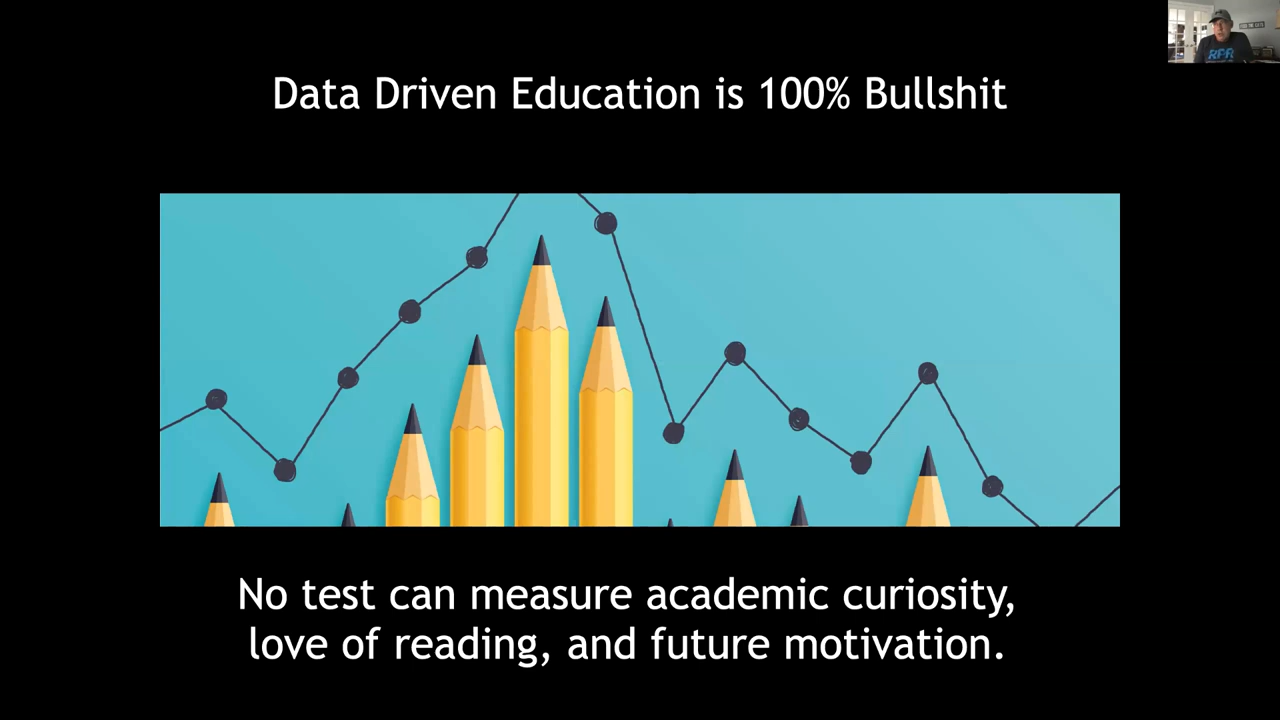 Data Driven Education is 100% Bullshit
No test can measure academic curiosity,
love of reading, and future motivation.